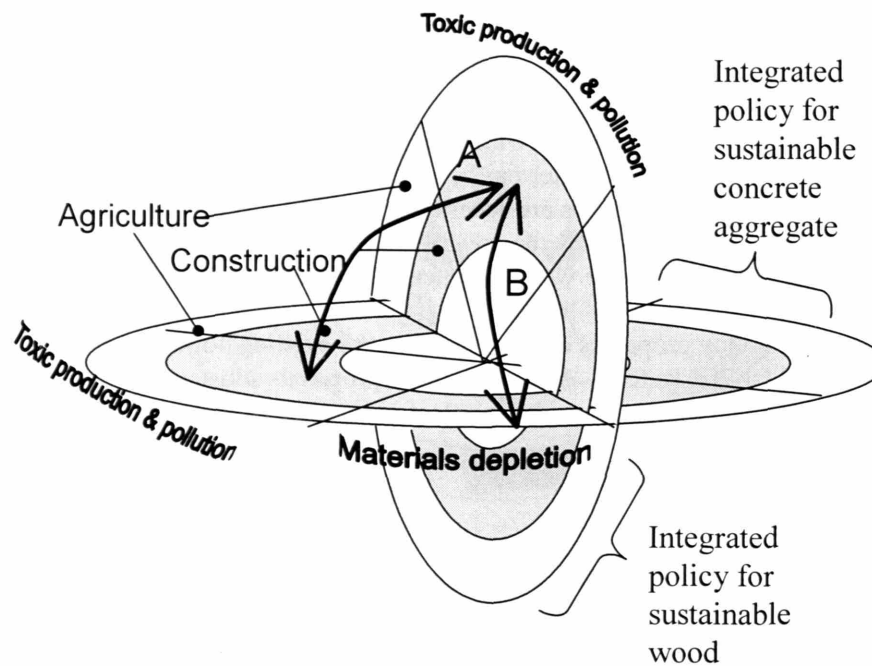 Toxic production & pollution
Integrated
policy for
sustainable
concrete
aggregate
A
Agriculture
Construction
B
Toxic production & pollution
Materials depletion
Integrated
policy for
sustainable
wood